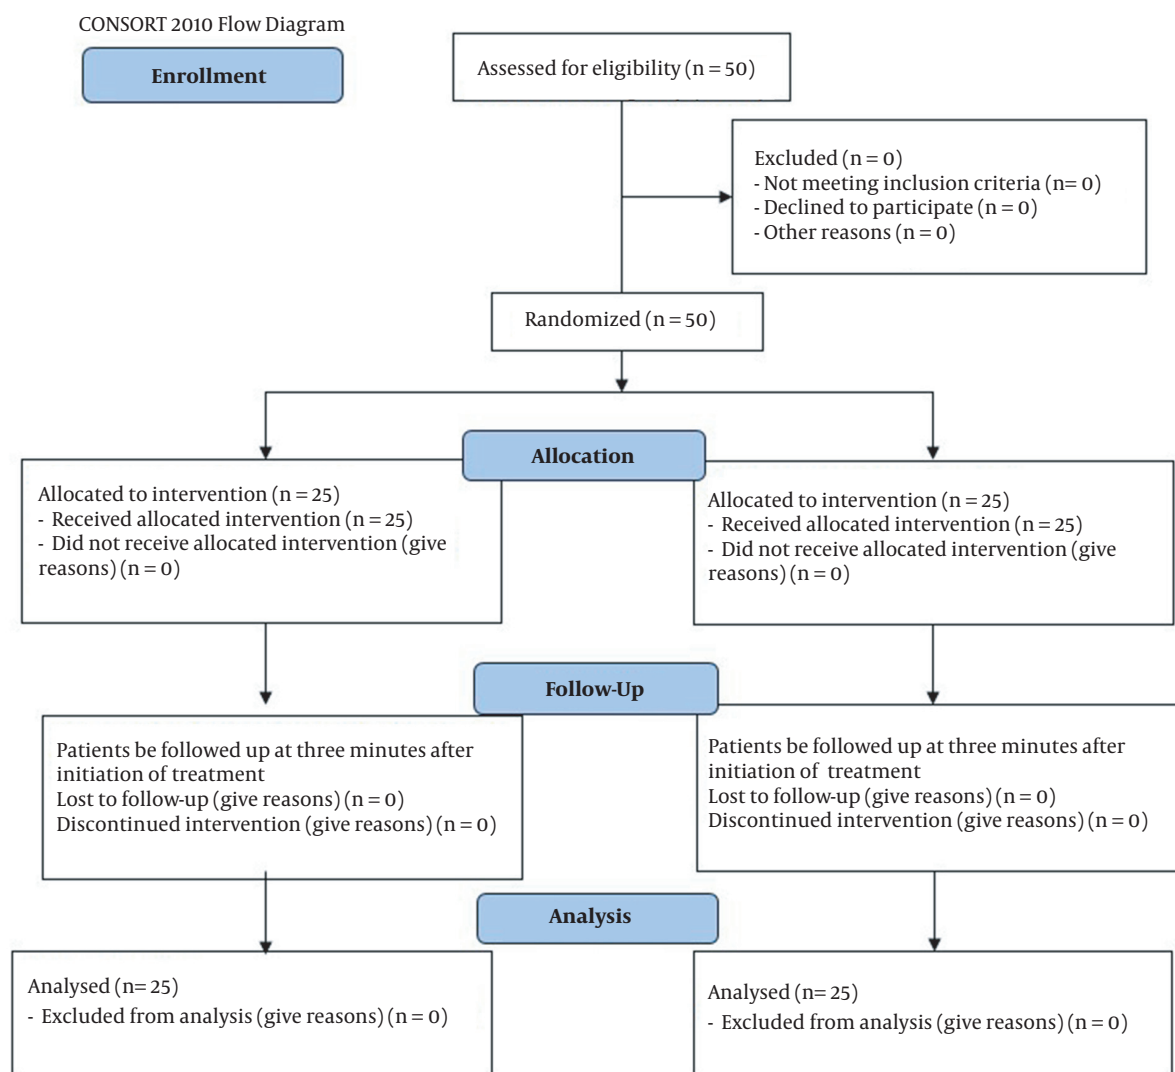 CONSORT 2010 Flow Diagram
Enrollment
Assessed for eligibility (n = 50)
Excluded (n = 0)
- Not meeting inclusion criteria (n= 0)
- Declined to participate (n = 0)
- Other reasons (n = 0)
Randomized (n = 50)
Allocation
Allocated to intervention (n = 25)
- Received allocated intervention (n = 25)
- Did not receive allocated intervention (give
reasons) (n = 0)
Allocated to intervention (n = 25)
- Received allocated intervention (n = 25)
- Did not receive allocated intervention (give
reasons) (n = 0)
Follow-Up
Patients be followed up at three minutes after
initiation of treatment
Lost to follow-up (give reasons) (n = 0)
Discontinued intervention (give reasons) (n = 0)
Patients be followed up at three minutes after
initiation of treatment
Lost to follow-up (give reasons) (n = 0)
Discontinued intervention (give reasons) (n = 0)
Analysis
Analysed (n= 25)
- Excluded from analysis (give reasons) (n = 0)
Analysed (n= 25)
- Excluded from analysis (give reasons) (n = 0)